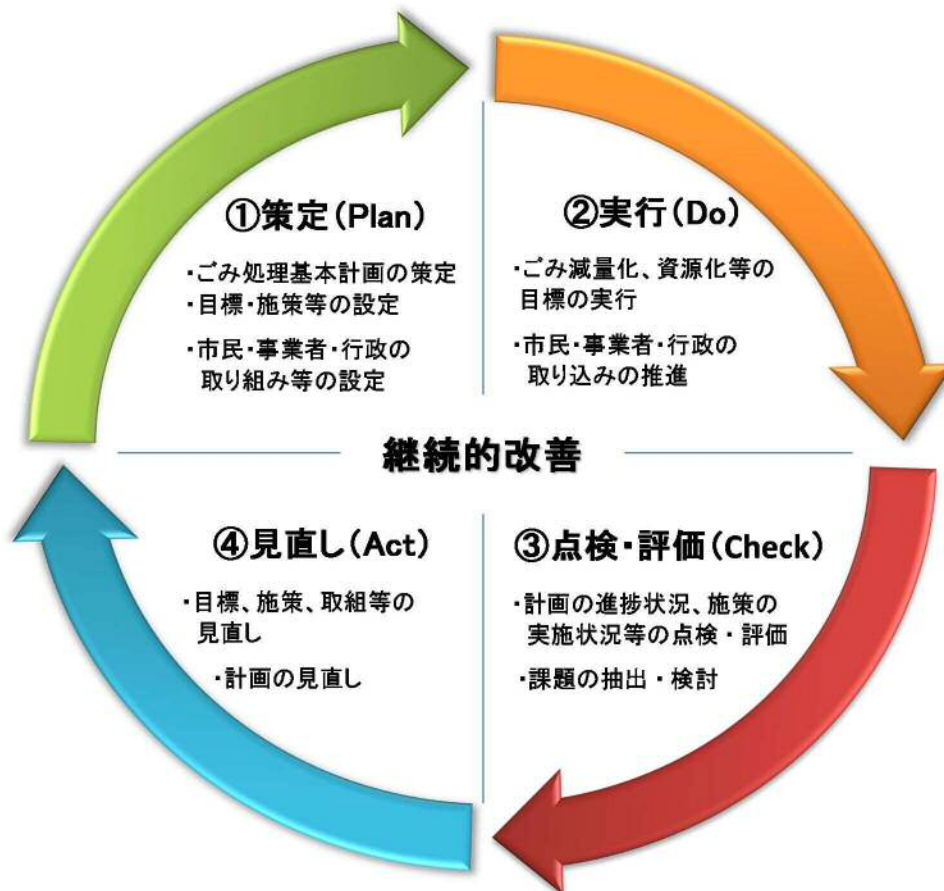 ①策定(Plan)
・ごみ処理基本計画の策定
・目標・施策等の設定
・市民・事業者・行政の
取り組み等の設定
②実行(Do)
・ごみ減量化、資源化等の
目標の実行
・市民・事業者・行政の
取り込みの推進
継続的改善
④見直し(Act)
・目標、施策、取組等の
見直し
・計画の見直し
③点検・評価(Check)
・計画の進捗状況、施策の
実施状況等の点検・評価
・課題の抽出・検討